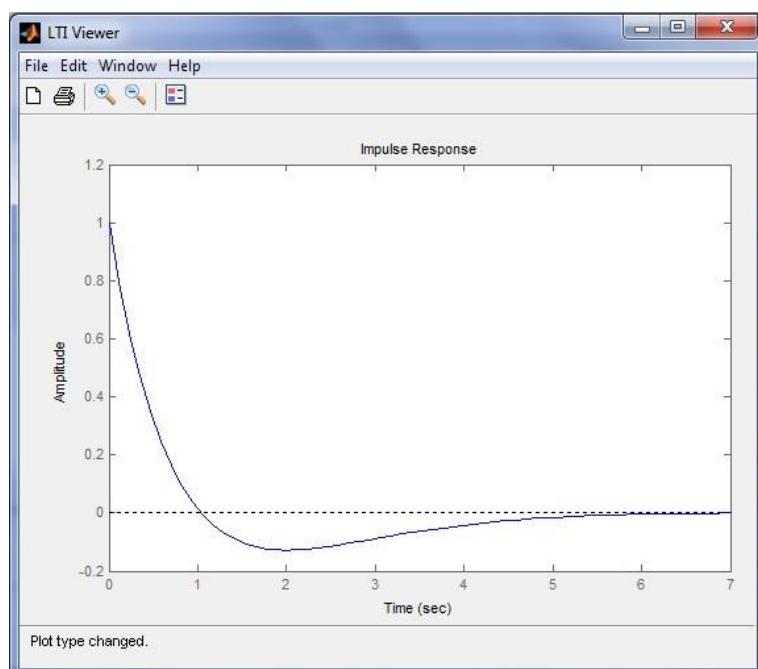 LTI Viewer
File Edit Window Help
Impulse Response
1.2
1
0.8
0.6
0.4
0.2
0
-0.2
Amplitude
0 1 2 3 4 5 6 7
Time (sec)
Plot type changed.